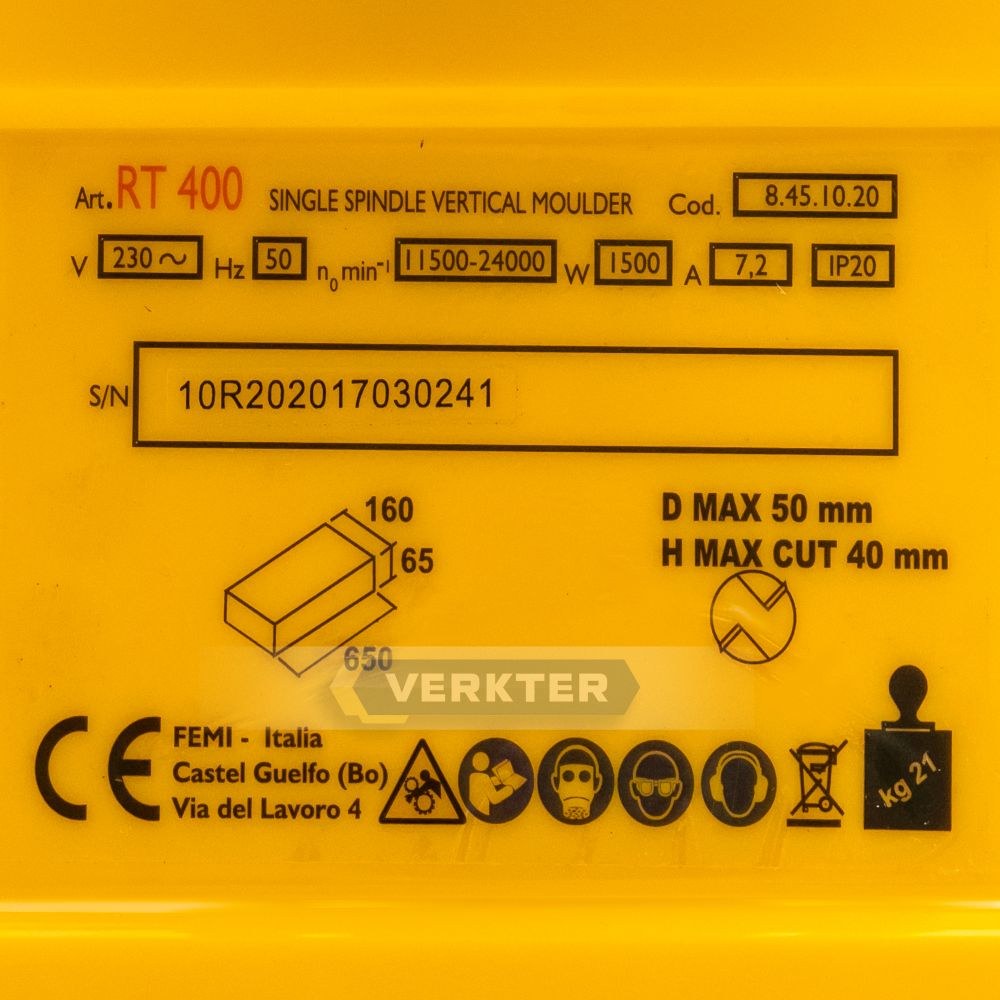 Art. RT 400 SINGLE SPINDLE VERTICAL MOULDER Cod. 8.45.10.20
V 230 ~ Hz 50 n0 min-1 11500-24000 W 1500 A 7,2 IP20
S/N 10R202017030241
160
65
650
D MAX 50 mm
H MAX CUT 40 mm
VERKTER
CE
FEMI - Italia
Castel Guelfo (Bo)
Via del Lavoro 4
kg 21